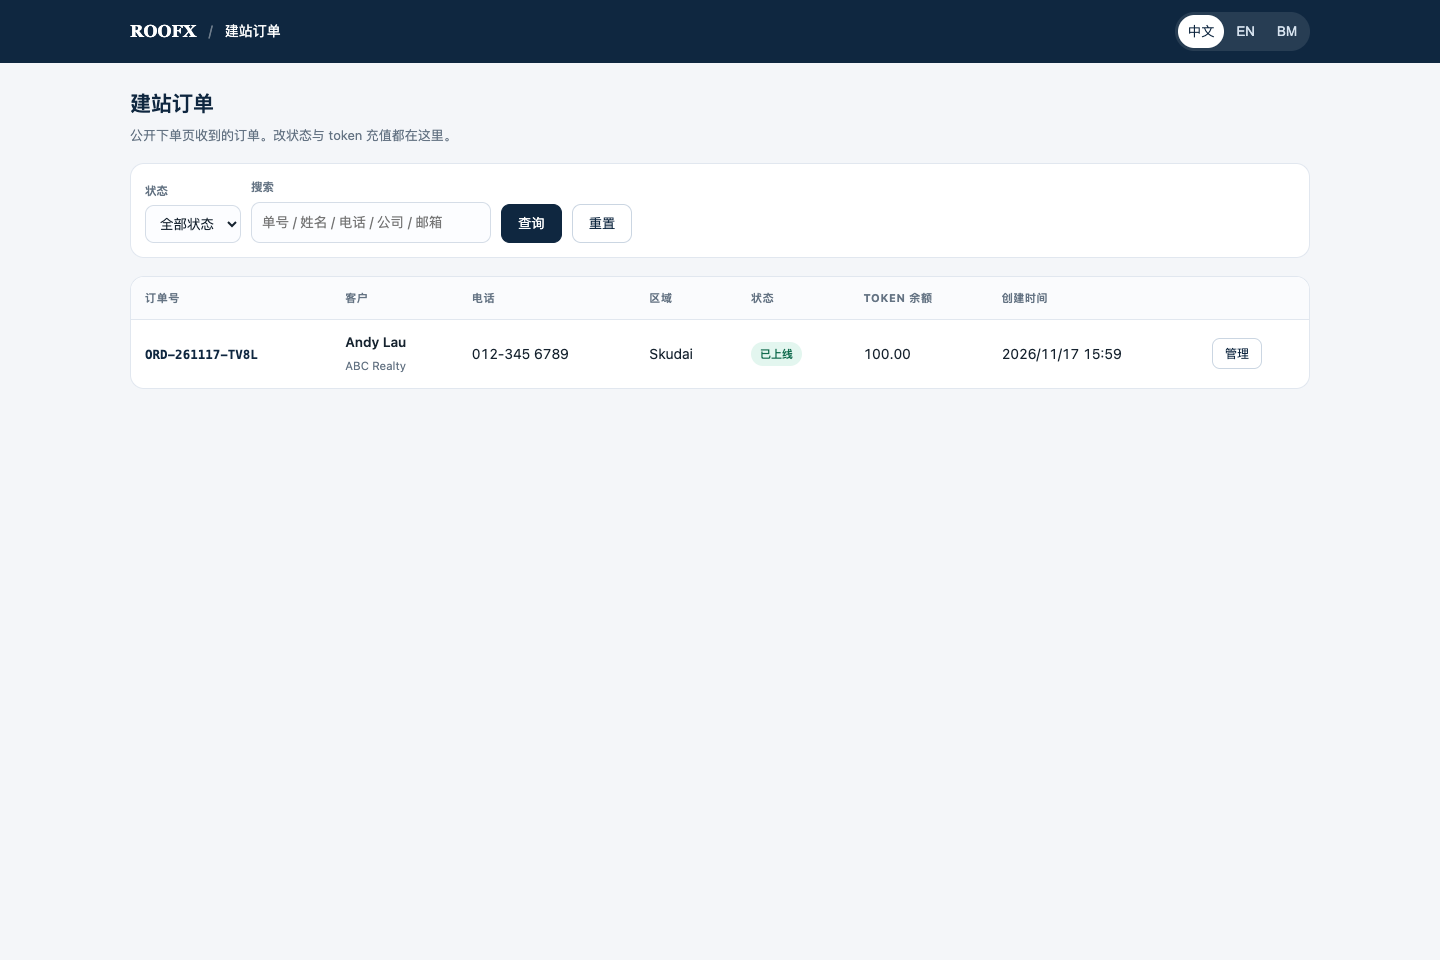 ROOFX / 建站订单
中文 EN BM
建站订单
公开下单页收到的订单。改状态与 token 充值都在这里。
状态 搜索
全部状态 单号 / 姓名 / 电话 / 公司 / 邮箱 查询 重置
订单号 客户 电话 区域 状态 TOKEN 余额 创建时间
ORD-261117-TV8L Andy Lau 012-345 6789 Skudai 已上线 100.00 2026/11/17 15:59 管理
ABC Realty